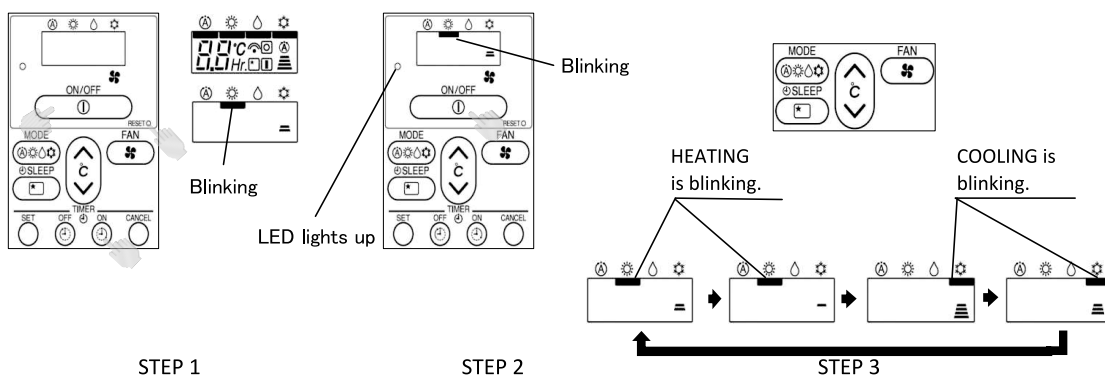 ON/OFF
RESET
MODE
FAN
°C
SLEEP
TIMER
SET
OFF
ON
CANCEL
8.8°C
Hr.
Blinking
STEP 1
Blinking
LED lights up
ON/OFF
RESET
MODE
FAN
°C
SLEEP
TIMER
SET
OFF
ON
CANCEL
STEP 2
MODE
FAN
°C
SLEEP
HEATING
is blinking.
COOLING is
blinking.
STEP 3